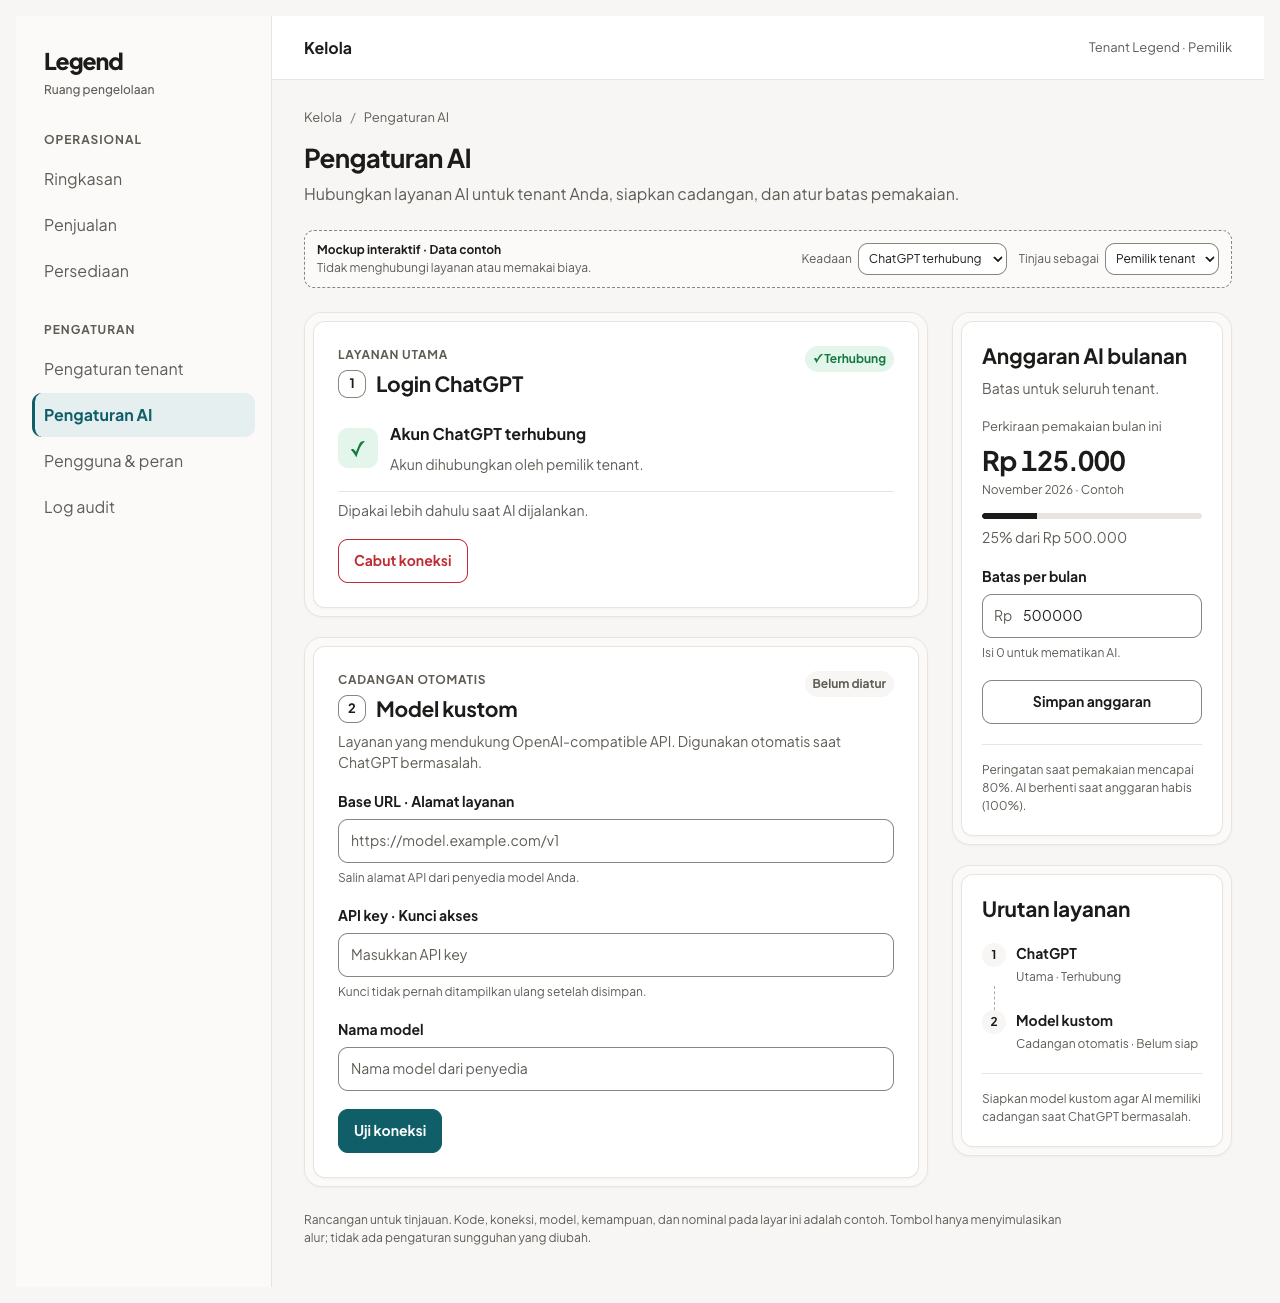 Legend
Ruang pengelolaan
OPERASIONAL
Ringkasan
Penjualan
Persediaan
PENGATURAN
Pengaturan tenant
Pengaturan AI
Pengguna & peran
Log audit
Kelola
Tenant Legend · Pemilik
Kelola / Pengaturan AI
Pengaturan AI
Hubungkan layanan AI untuk tenant Anda, siapkan cadangan, dan atur batas pemakaian.
Mockup interaktif · Data contoh
Tidak menghubungi layanan atau memakai biaya.
Keadaan ChatGPT terhubung Tinjau sebagai Pemilik tenant
LAYANAN UTAMA
✓Terhubung
1 Login ChatGPT
✓ Akun ChatGPT terhubung
Akun dihubungkan oleh pemilik tenant.
Dipakai lebih dahulu saat AI dijalankan.
Cabut koneksi
CADANGAN OTOMATIS
Belum diatur
2 Model kustom
Layanan yang mendukung OpenAI-compatible API. Digunakan otomatis saat
ChatGPT bermasalah.
Base URL · Alamat layanan
https://model.example.com/v1
Salin alamat API dari penyedia model Anda.
API key · Kunci akses
Masukkan API key
Kunci tidak pernah ditampilkan ulang setelah disimpan.
Nama model
Nama model dari penyedia
Uji koneksi
Anggaran AI bulanan
Batas untuk seluruh tenant.
Perkiraan pemakaian bulan ini
Rp 125.000
November 2026 · Contoh
25% dari Rp 500.000
Batas per bulan
Rp 500000
Isi 0 untuk mematikan AI.
Simpan anggaran
Peringatan saat pemakaian mencapai
80%. AI berhenti saat anggaran habis
(100%).
Urutan layanan
1 ChatGPT
Utama · Terhubung
2 Model kustom
Cadangan otomatis · Belum siap
Siapkan model kustom agar AI memiliki
cadangan saat ChatGPT bermasalah.
Rancangan untuk tinjauan. Kode, koneksi, model, kemampuan, dan nominal pada layar ini adalah contoh. Tombol hanya menyimulasikan
alur; tidak ada pengaturan sungguhan yang diubah.